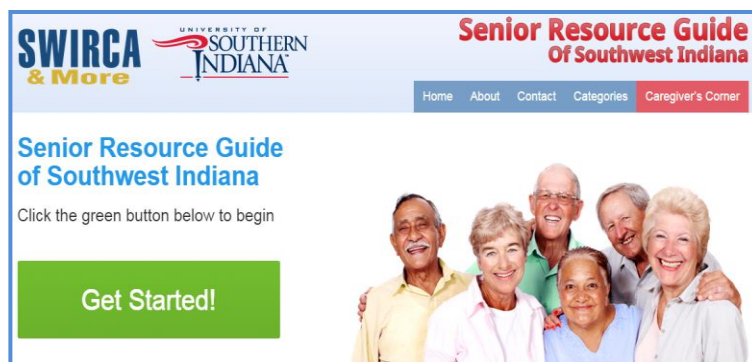 SWIRCA
& More
UNIVERSITY OF
SOUTHERN
INDIANA
Senior Resource Guide
Of Southwest Indiana
Home About Contact Categories Caregiver's Corner
Senior Resource Guide
of Southwest Indiana
Click the green button below to begin
Get Started!